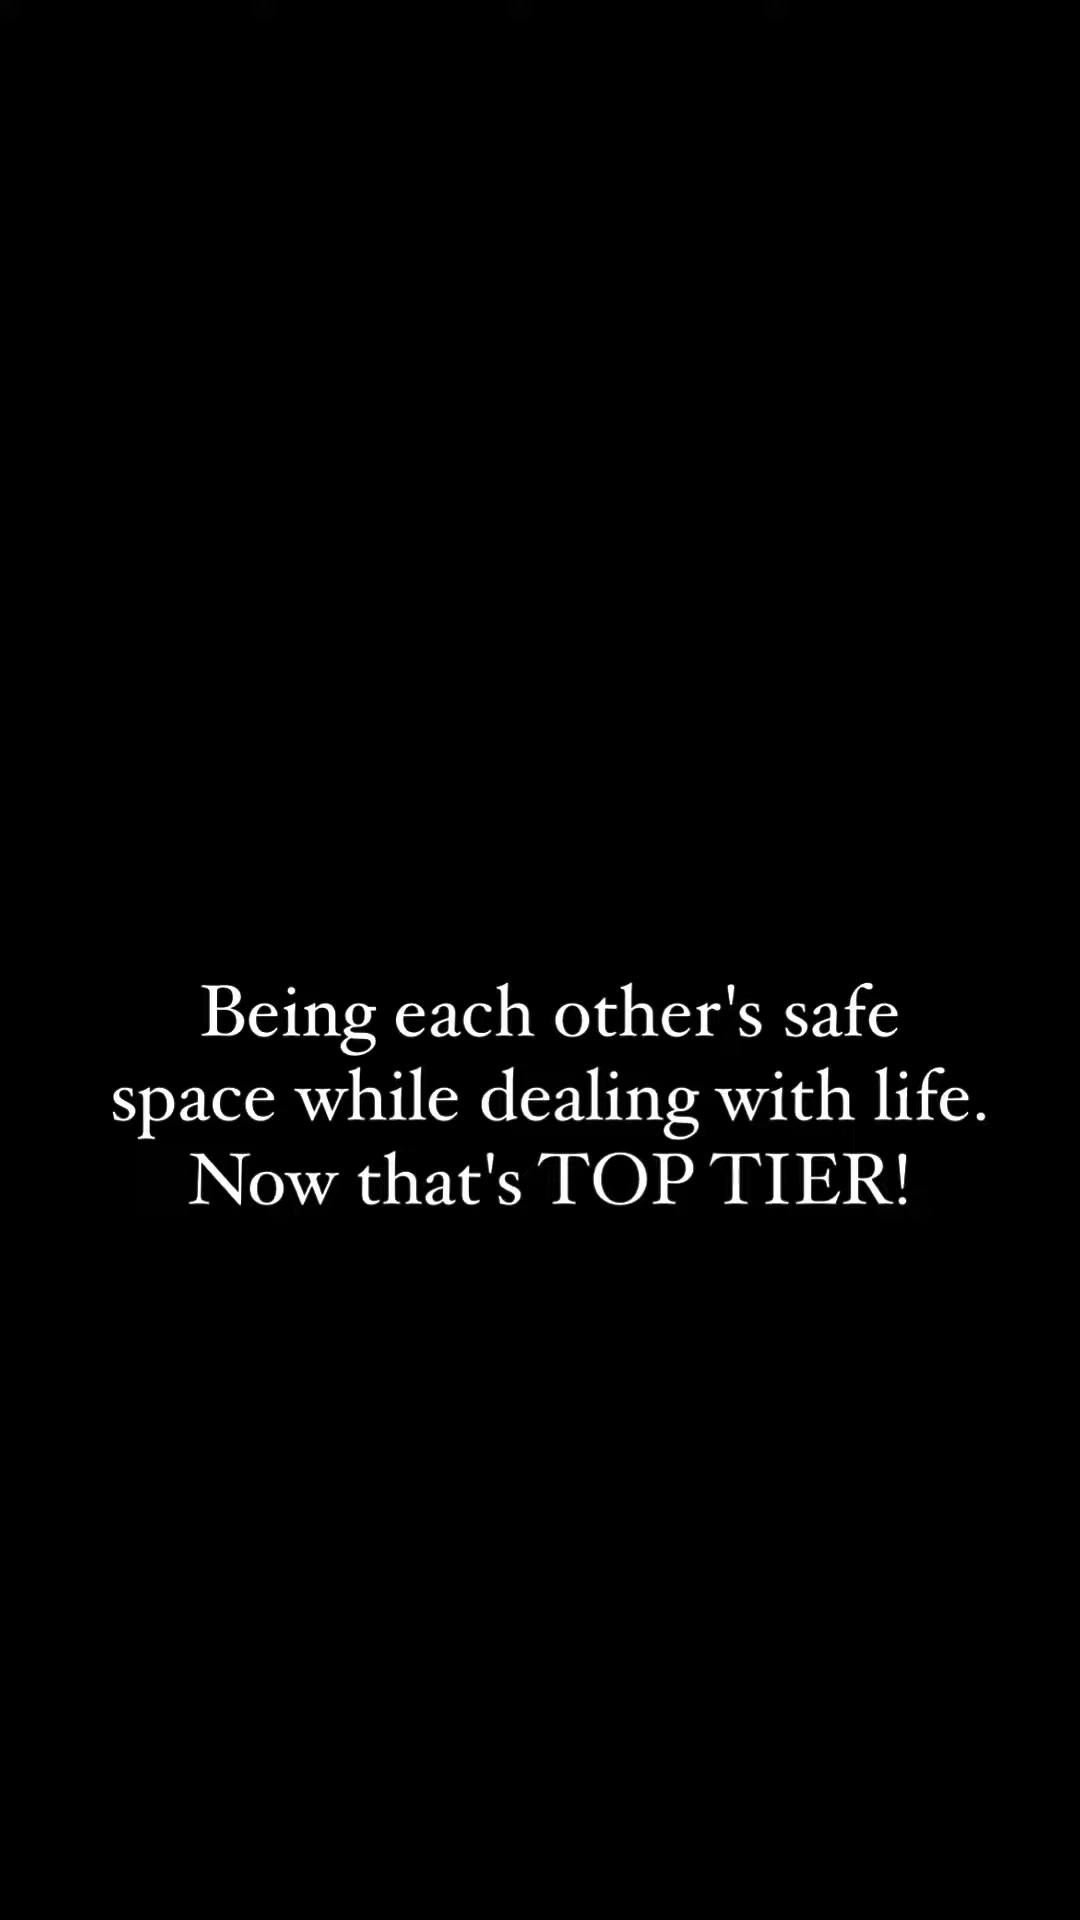 Being each other's safe
space while dealing with life.
Now that's TOP TIER!